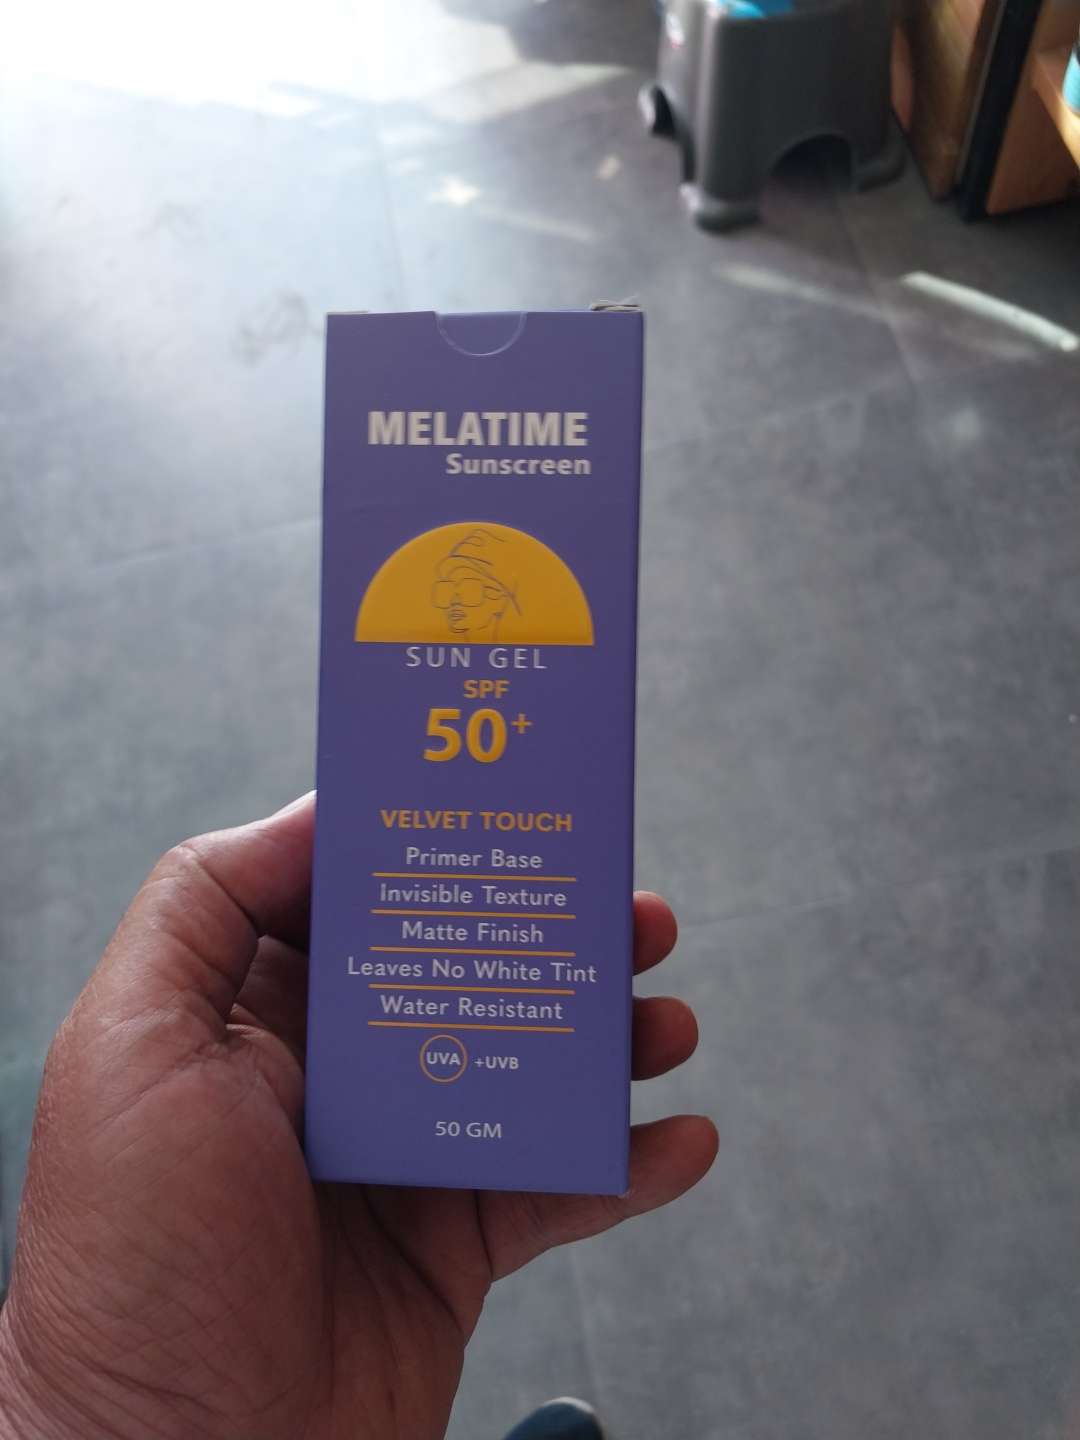 MELATIME
Sunscreen
SUN GEL
SPF
50+
VELVET TOUCH
Primer Base
Invisible Texture
Matte Finish
Leaves No White Tint
Water Resistant
UVA +UVB
50 GM